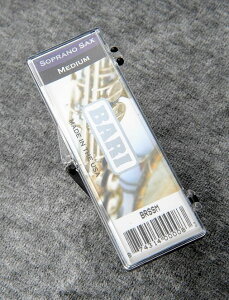 SOPRANO SAX
MEDIUM
BARI
MADE IN THE USA
BRSSM